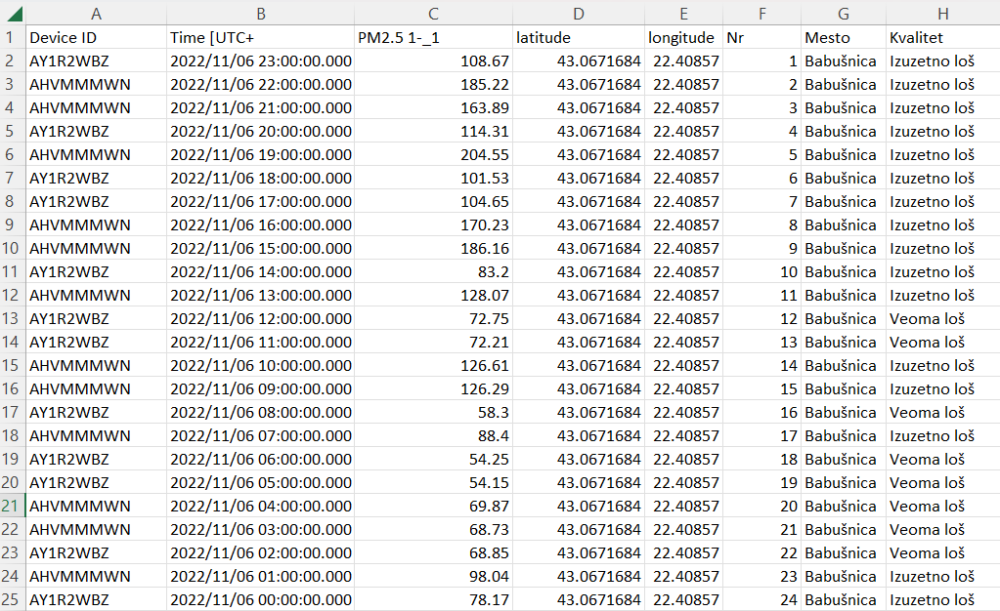 A B C D E F G H
1 Device ID Time [UTC+ PM2.5 1-_1 latitude longitude Nr Mesto Kvalitet
2 AY1R2WBZ 2022/11/06 23:00:00.000 108.67 43.0671684 22.40857 1 Babušnica Izuzetno loš
3 AHVMMMWN 2022/11/06 22:00:00.000 185.22 43.0671684 22.40857 2 Babušnica Izuzetno loš
4 AHVMMMWN 2022/11/06 21:00:00.000 163.89 43.0671684 22.40857 3 Babušnica Izuzetno loš
5 AY1R2WBZ 2022/11/06 20:00:00.000 114.31 43.0671684 22.40857 4 Babušnica Izuzetno loš
6 AHVMMMWN 2022/11/06 19:00:00.000 204.55 43.0671684 22.40857 5 Babušnica Izuzetno loš
7 AY1R2WBZ 2022/11/06 18:00:00.000 101.53 43.0671684 22.40857 6 Babušnica Izuzetno loš
8 AY1R2WBZ 2022/11/06 17:00:00.000 104.65 43.0671684 22.40857 7 Babušnica Izuzetno loš
9 AHVMMMWN 2022/11/06 16:00:00.000 170.23 43.0671684 22.40857 8 Babušnica Izuzetno loš
10 AHVMMMWN 2022/11/06 15:00:00.000 186.16 43.0671684 22.40857 9 Babušnica Izuzetno loš
11 AY1R2WBZ 2022/11/06 14:00:00.000 83.2 43.0671684 22.40857 10 Babušnica Izuzetno loš
12 AHVMMMWN 2022/11/06 13:00:00.000 128.07 43.0671684 22.40857 11 Babušnica Izuzetno loš
13 AY1R2WBZ 2022/11/06 12:00:00.000 72.75 43.0671684 22.40857 12 Babušnica Veoma loš
14 AY1R2WBZ 2022/11/06 11:00:00.000 72.21 43.0671684 22.40857 13 Babušnica Veoma loš
15 AHVMMMWN 2022/11/06 10:00:00.000 126.61 43.0671684 22.40857 14 Babušnica Izuzetno loš
16 AHVMMMWN 2022/11/06 09:00:00.000 126.29 43.0671684 22.40857 15 Babušnica Izuzetno loš
17 AY1R2WBZ 2022/11/06 08:00:00.000 58.3 43.0671684 22.40857 16 Babušnica Veoma loš
18 AHVMMMWN 2022/11/06 07:00:00.000 88.4 43.0671684 22.40857 17 Babušnica Izuzetno loš
19 AY1R2WBZ 2022/11/06 06:00:00.000 54.25 43.0671684 22.40857 18 Babušnica Veoma loš
20 AY1R2WBZ 2022/11/06 05:00:00.000 54.15 43.0671684 22.40857 19 Babušnica Veoma loš
21 AHVMMMWN 2022/11/06 04:00:00.000 69.87 43.0671684 22.40857 20 Babušnica Veoma loš
22 AHVMMMWN 2022/11/06 03:00:00.000 68.73 43.0671684 22.40857 21 Babušnica Veoma loš
23 AY1R2WBZ 2022/11/06 02:00:00.000 68.85 43.0671684 22.40857 22 Babušnica Veoma loš
24 AHVMMMWN 2022/11/06 01:00:00.000 98.04 43.0671684 22.40857 23 Babušnica Izuzetno loš
25 AY1R2WBZ 2022/11/06 00:00:00.000 78.17 43.0671684 22.40857 24 Babušnica Izuzetno loš